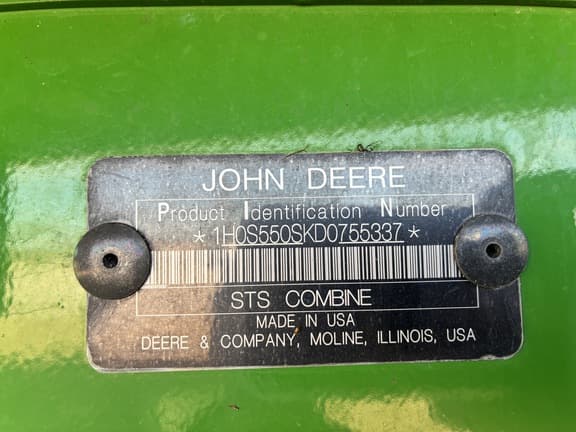 JOHN DEERE
Product Identification Number
*1H0S550SKD0755337*
STS COMBINE
MADE IN USA
DEERE & COMPANY, MOLINE, ILLINOIS, USA